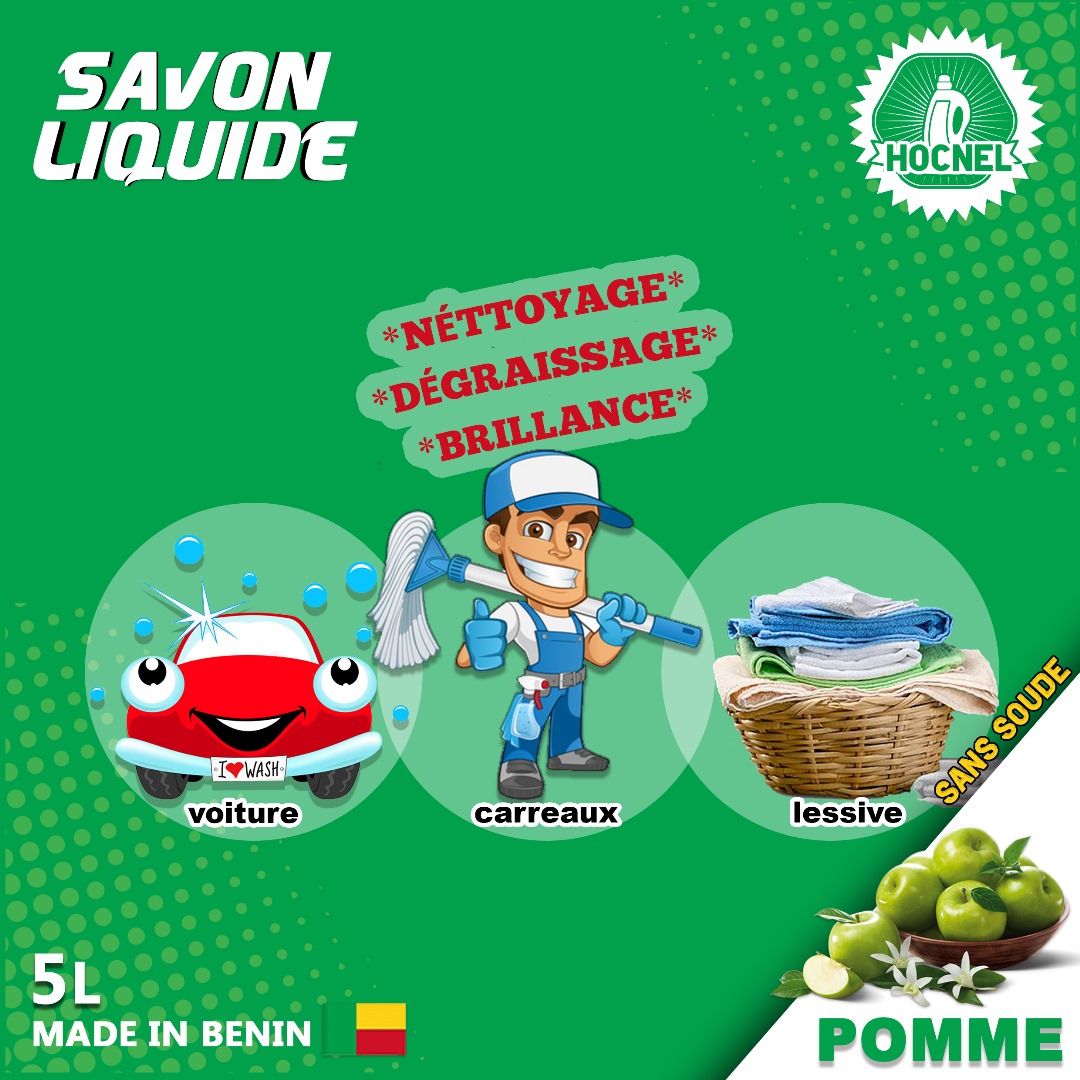 SAVON
LIQUIDE
HOCNEL
*NÉTTOYAGE*
*DÉGRAISSAGE*
*BRILLANCE*
I❤WASH
voiture
carreaux
lessive
SANS SOUDE
5L
MADE IN BENIN
POMME